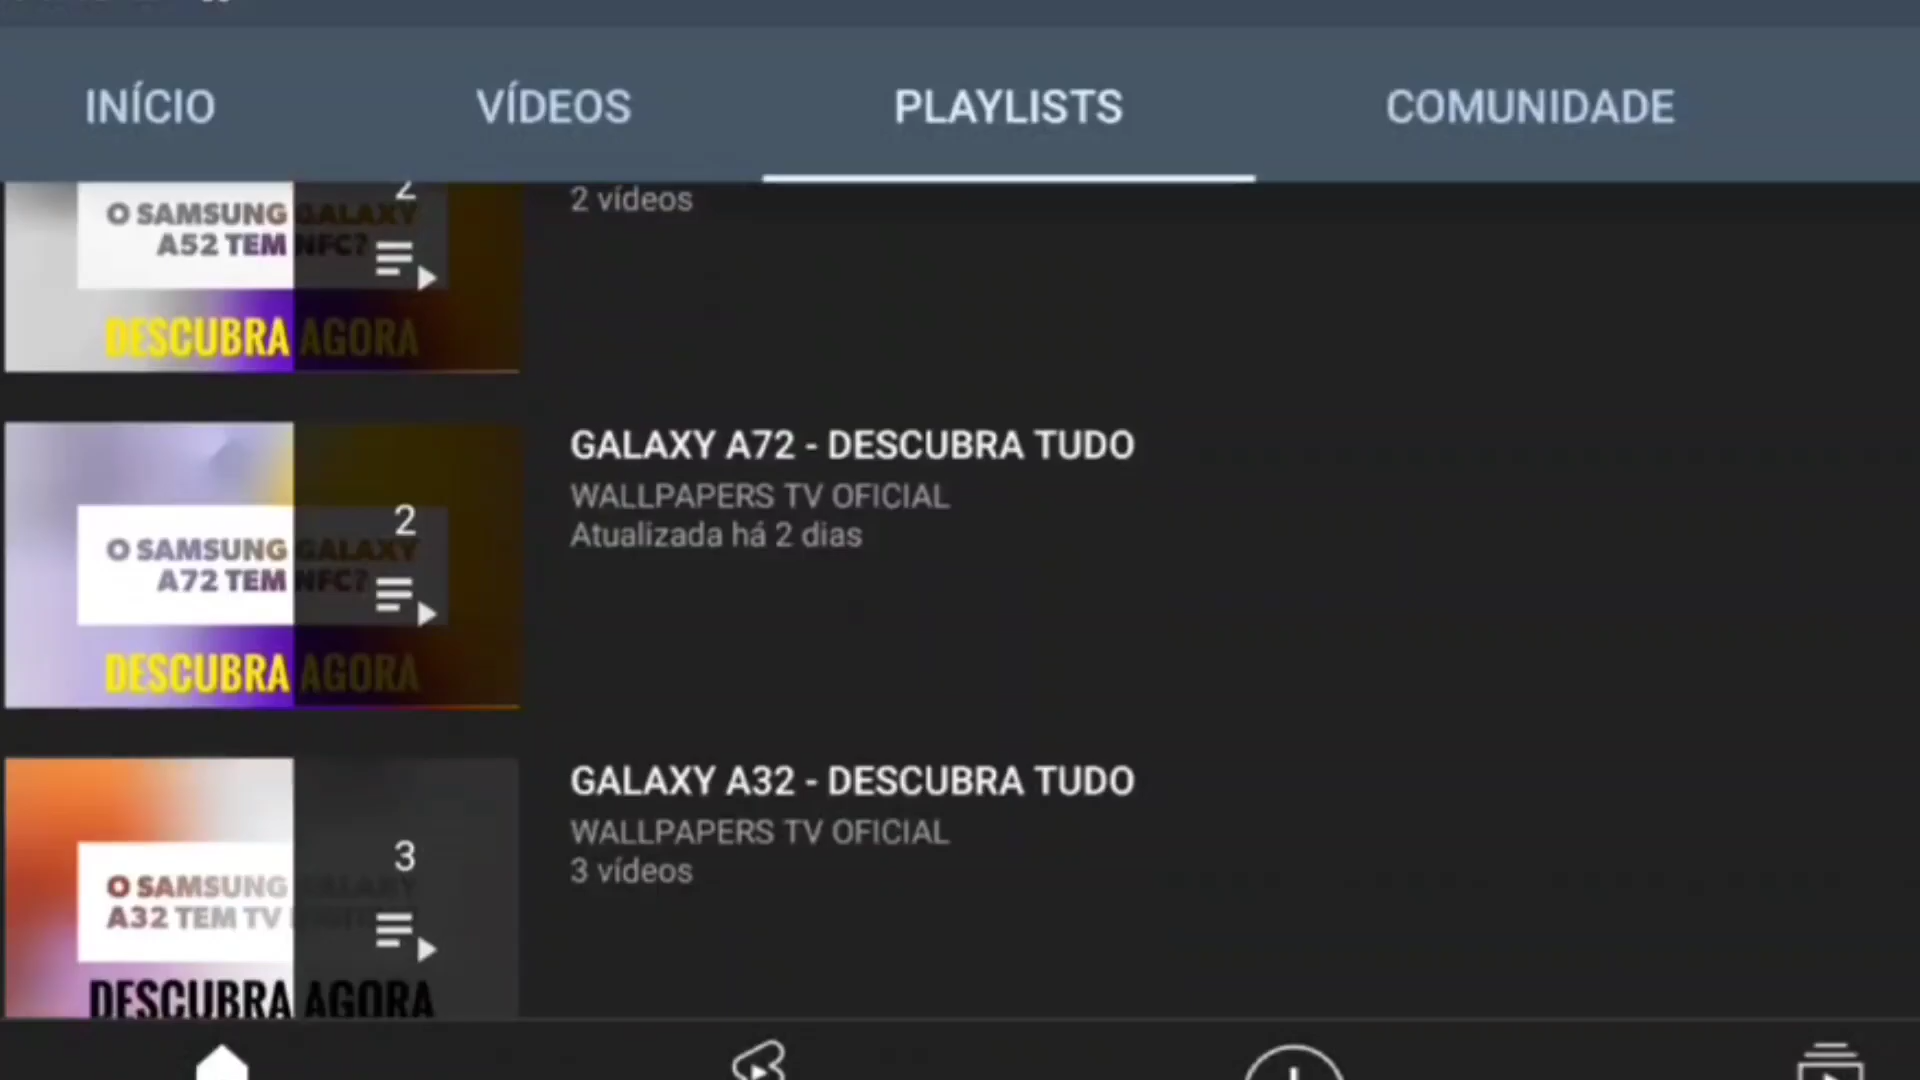 INÍCIO VÍDEOS PLAYLISTS COMUNIDADE
2
2 vídeos
O SAMSUNG GALAXY
A52 TEM NFC?
DESCUBRA AGORA
GALAXY A72 - DESCUBRA TUDO
WALLPAPERS TV OFICIAL
Atualizada há 2 dias
2
O SAMSUNG GALAXY
A72 TEM NFC?
DESCUBRA AGORA
GALAXY A32 - DESCUBRA TUDO
WALLPAPERS TV OFICIAL
3 vídeos
3
O SAMSUNG GALAXY
A32 TEM TV
DESCUBRA AGORA